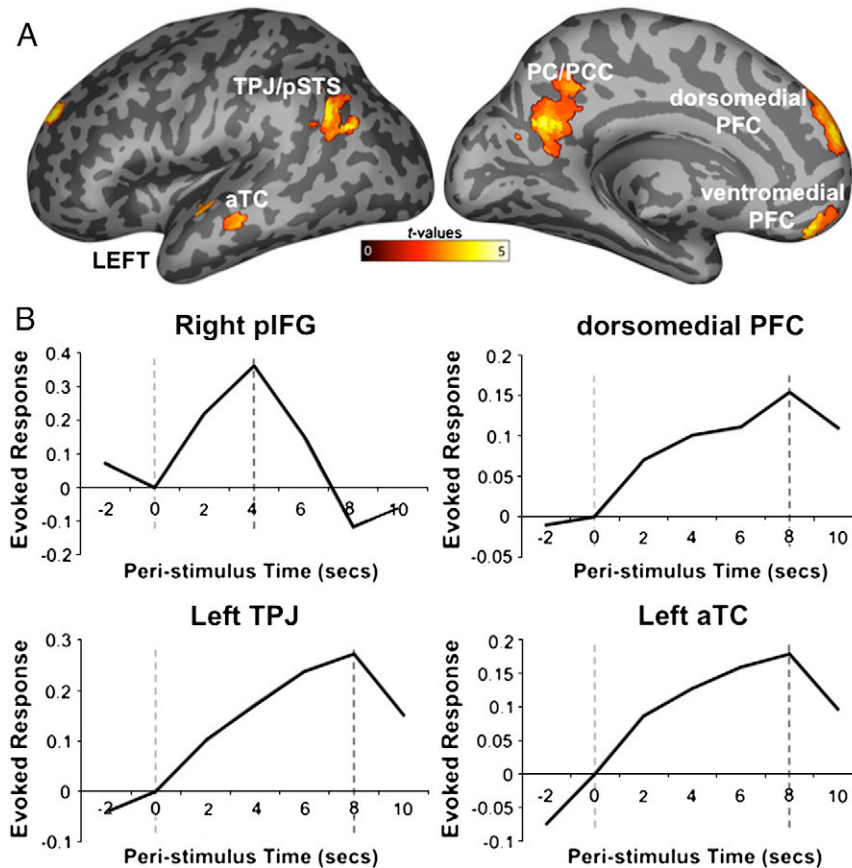 A
TPJ/pSTS
PC/PCC
dorsomedial
PFC
aTC
ventromedial
PFC
LEFT
t-values
0
5
B
Right pIFG
Evoked Response
0.4
0.3
0.2
0.1
0
-0.1
-0.2
-2 0 2 4 6 8 10
Peri-stimulus Time (secs)
dorsomedial PFC
Evoked Response
0.2
0.15
0.1
0.05
0
-0.05
-2 0 2 4 6 8 10
Peri-stimulus Time (secs)
Left TPJ
Evoked Response
0.3
0.2
0.1
0
-0.1
-2 0 2 4 6 8 10
Peri-stimulus Time (secs)
Left aTC
Evoked Response
0.2
0.15
0.1
0.05
0
-0.05
-0.1
-2 0 2 4 6 8 10
Peri-stimulus Time (secs)